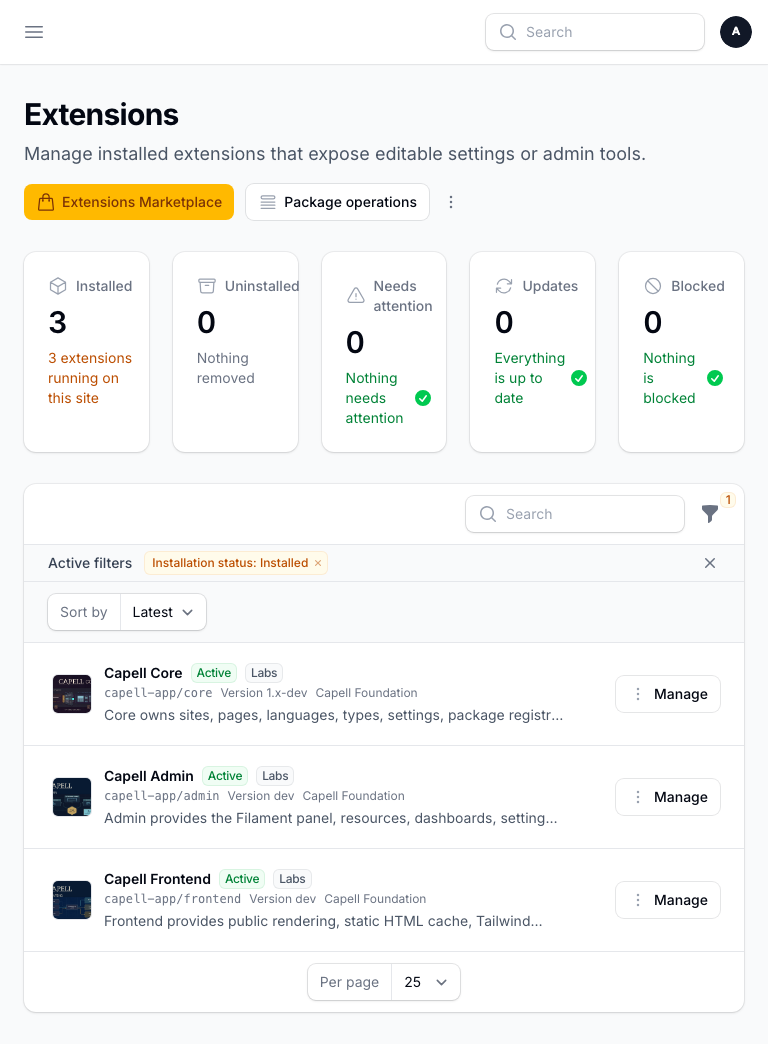 Search
A
Extensions
Manage installed extensions that expose editable settings or admin tools.
Extensions Marketplace
Package operations
Installed
3
3 extensions
running on
this site
Uninstalled
0
Nothing
removed
Needs
attention
0
Nothing
needs
attention
Updates
0
Everything
is up to
date
Blocked
0
Nothing
is
blocked
Search
1
Active filters
Installation status: Installed ×
Sort by Latest
Capell Core Active Labs
capell-app/core Version 1.x-dev Capell Foundation
Core owns sites, pages, languages, types, settings, package registr…
Manage
Capell Admin Active Labs
capell-app/admin Version dev Capell Foundation
Admin provides the Filament panel, resources, dashboards, setting…
Manage
Capell Frontend Active Labs
capell-app/frontend Version dev Capell Foundation
Frontend provides public rendering, static HTML cache, Tailwind…
Manage
Per page 25